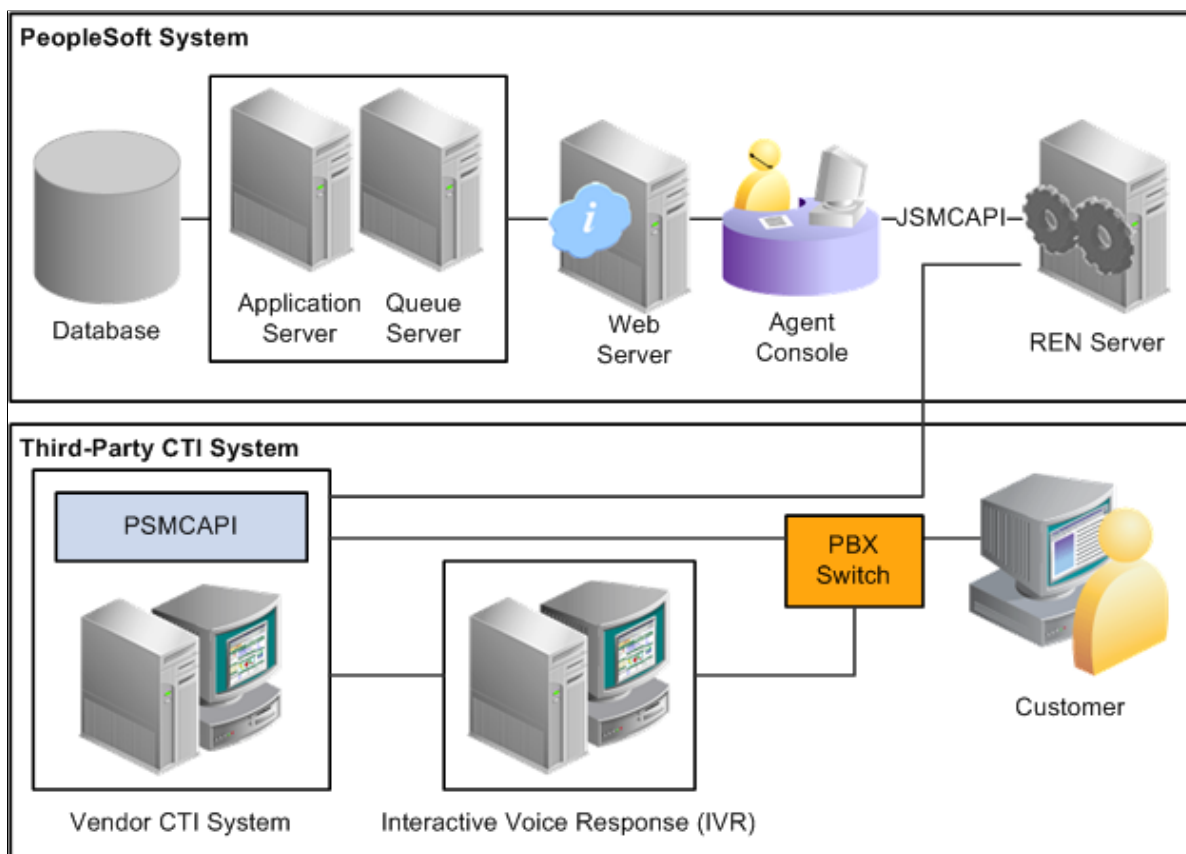 PeopleSoft System
Database
Application
Server
Queue
Server
i
Web
Server
Agent
Console
JSMCAPI
REN Server
Third-Party CTI System
PSMCAPI
Vendor CTI System
Interactive Voice Response (IVR)
PBX
Switch
Customer